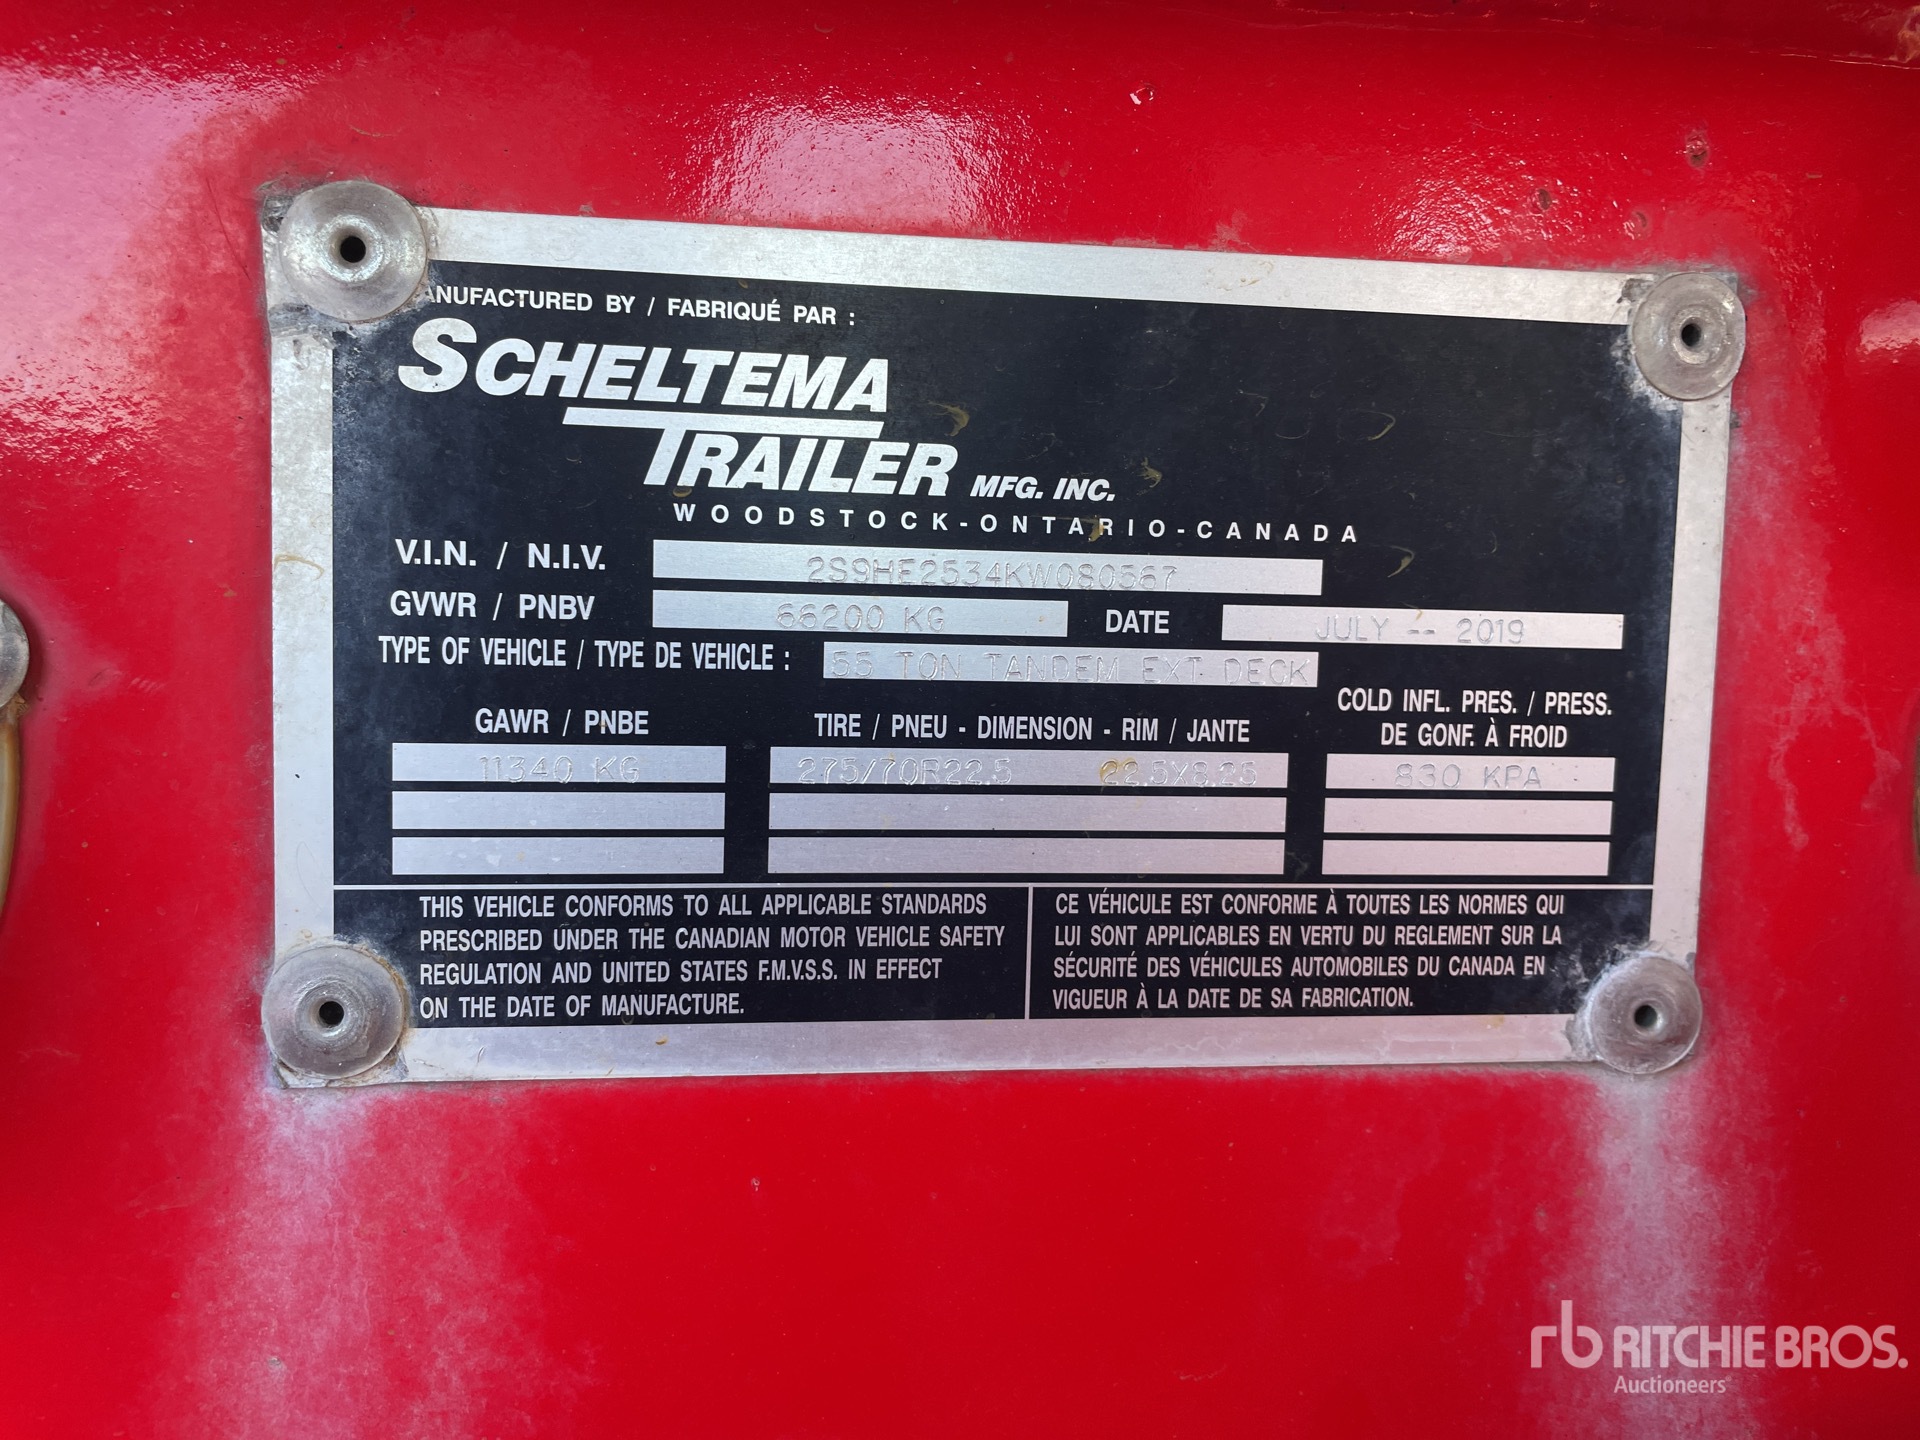 ANUFACTURED BY / FABRIQUÉ PAR :
SCHELTEMA
TRAILER MFG. INC.
WOODSTOCK-ONTARIO-CANADA
V.I.N. / N.I.V. 2S9HE2534KW080567
GVWR / PNBV 66200 KG DATE JULY -- 2019
TYPE OF VEHICLE / TYPE DE VEHICLE : 55 TON TANDEM EXT DECK
GAWR / PNBE TIRE / PNEU - DIMENSION - RIM / JANTE COLD INFL. PRES. / PRESS.
DE GONF. À FROID
11340 KG 275/70R22.5 22.5X8.25 830 KPA
THIS VEHICLE CONFORMS TO ALL APPLICABLE STANDARDS
PRESCRIBED UNDER THE CANADIAN MOTOR VEHICLE SAFETY
REGULATION AND UNITED STATES F.M.V.S.S. IN EFFECT
ON THE DATE OF MANUFACTURE.
CE VÉHICULE EST CONFORME À TOUTES LES NORMES QUI
LUI SONT APPLICABLES EN VERTU DU REGLEMENT SUR LA
SÉCURITÉ DES VÉHICULES AUTOMOBILES DU CANADA EN
VIGUEUR À LA DATE DE SA FABRICATION.
rb RITCHIE BROS.
Auctioneers